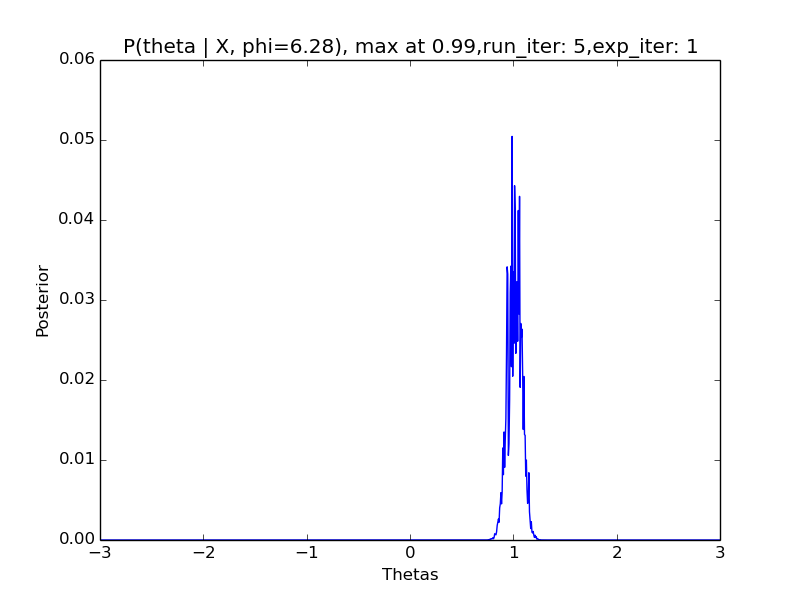 P(theta | X, phi=6.28), max at 0.99,run_iter: 5,exp_iter: 1
0.06
0.05
0.04
0.03
0.02
0.01
0.00
Posterior
−3 −2 −1 0 1 2 3
Thetas